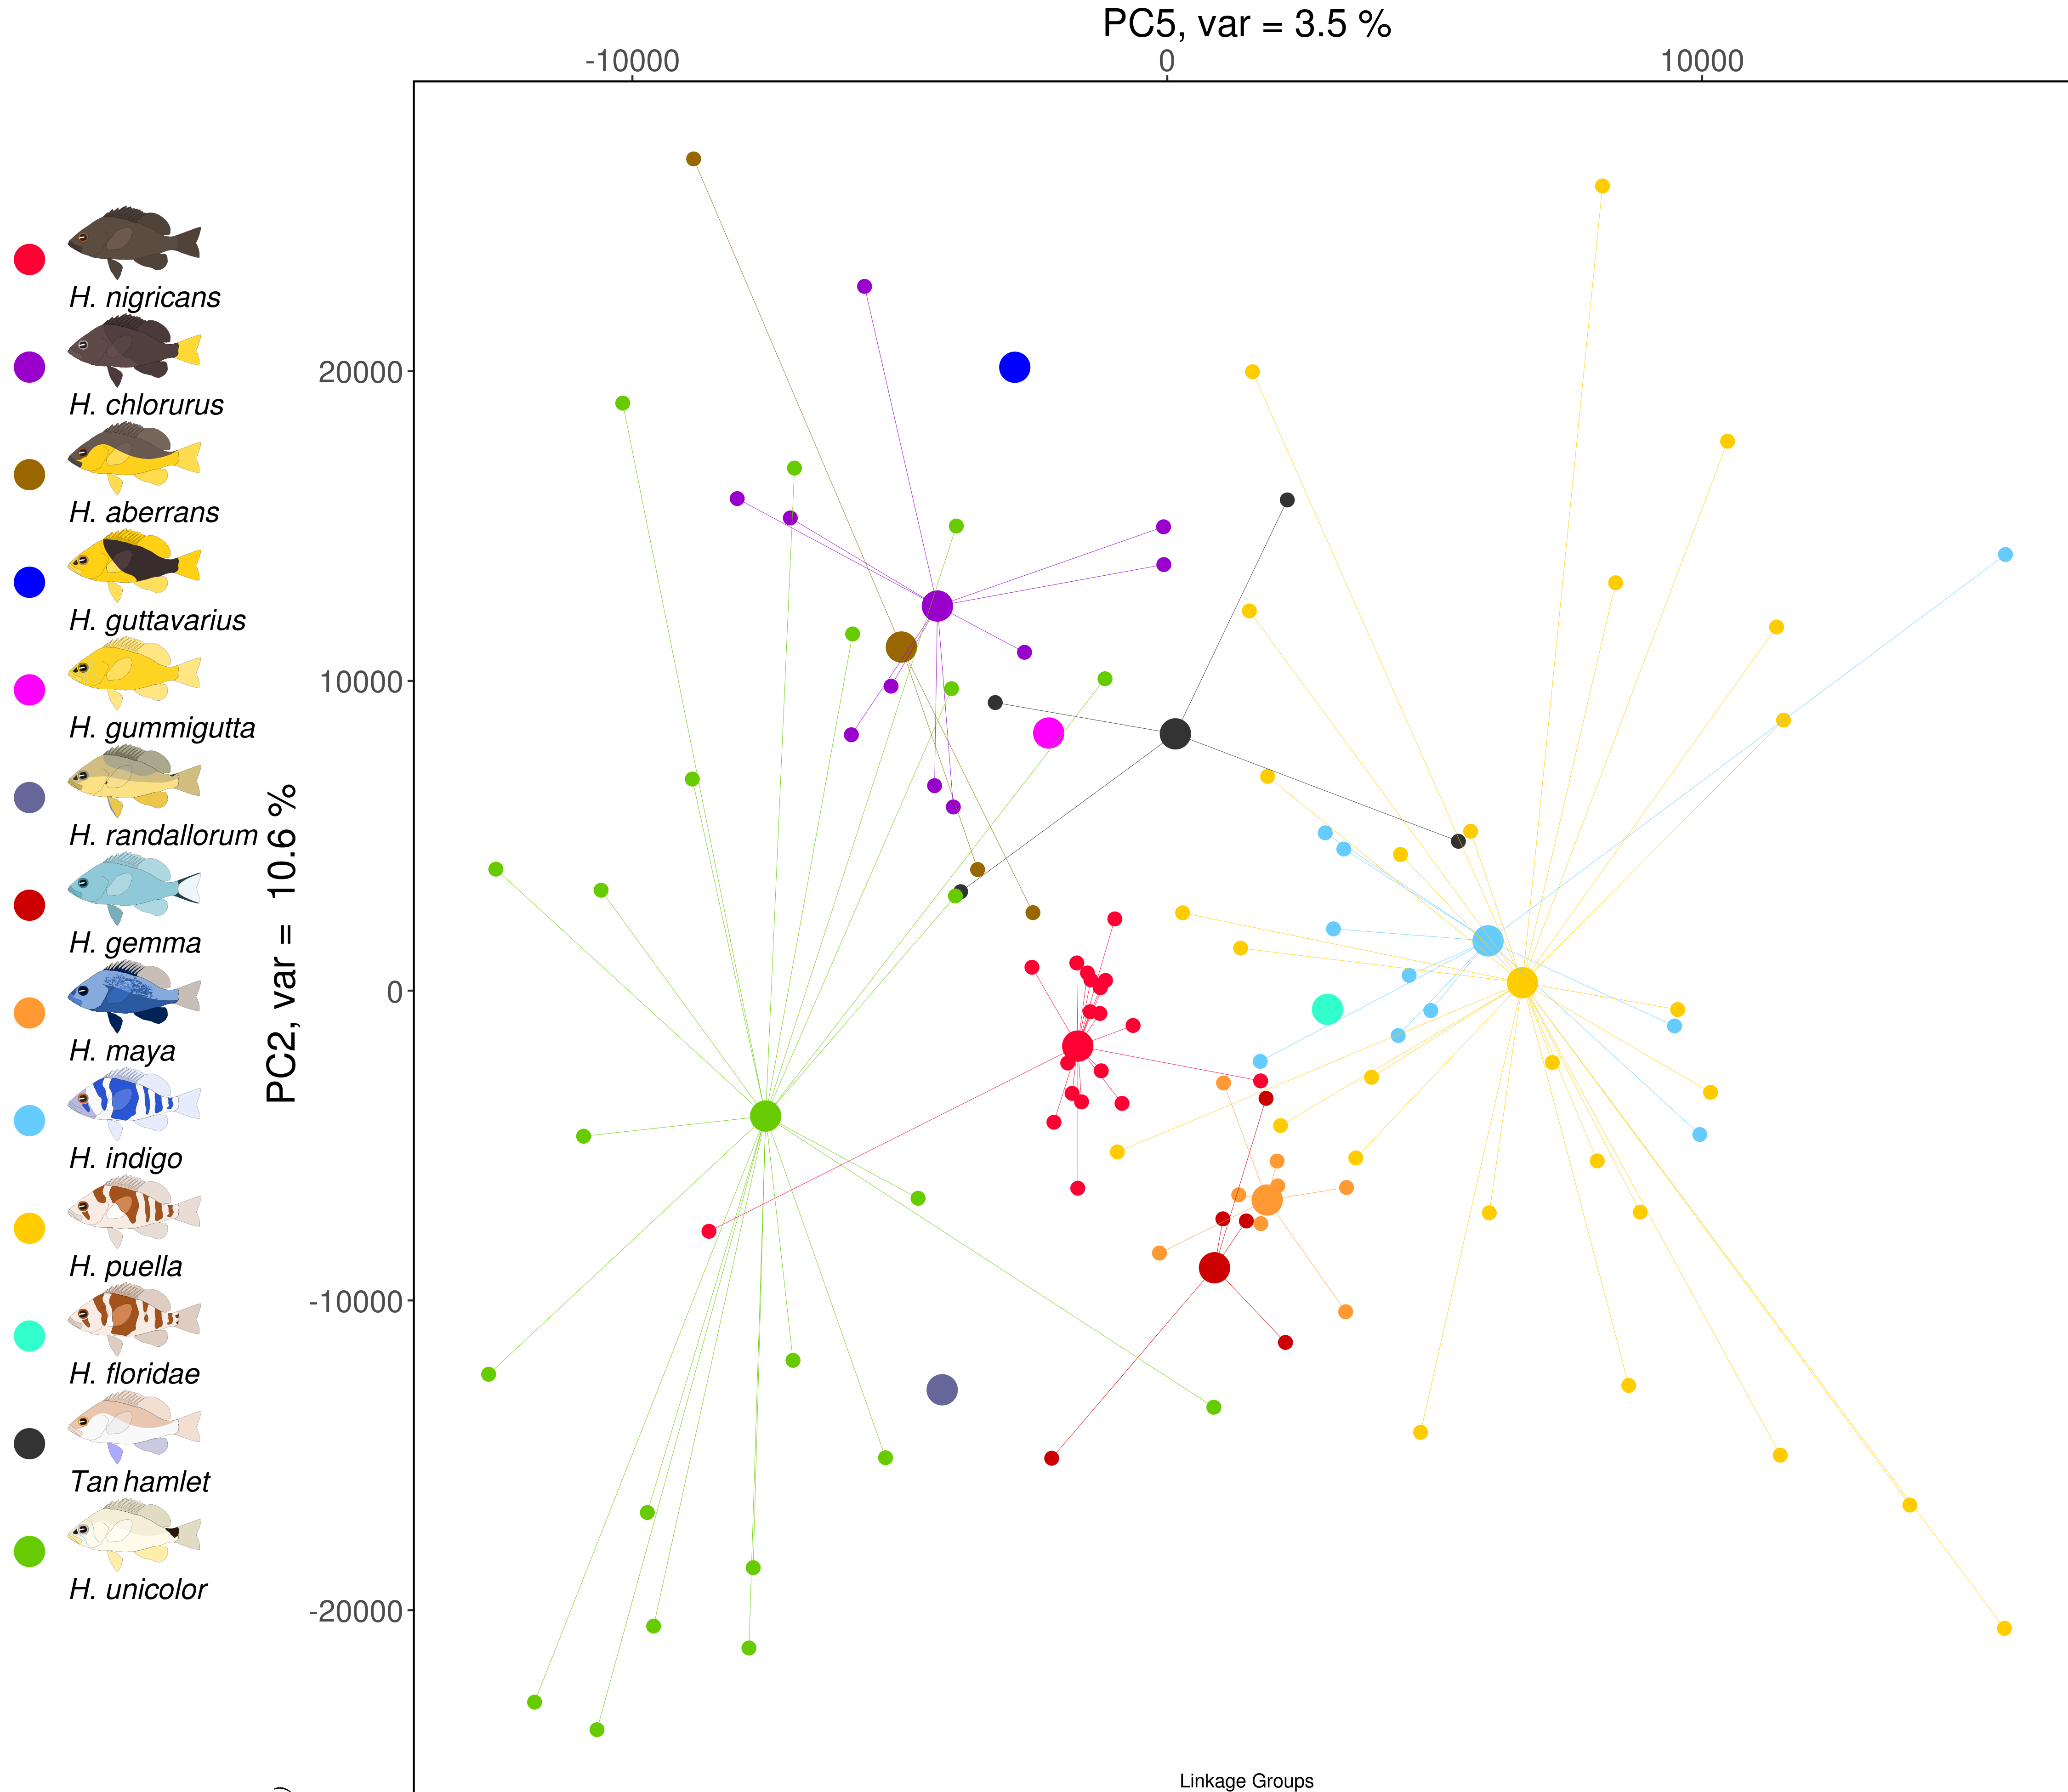 PC5, var = 3.5 %
-10000 0 10000
20000
10000
0
-10000
-20000
PC2, var = 10.6 %
H. nigricans
H. chlorurus
H. aberrans
H. guttavarius
H. gummigutta
H. randallorum
H. gemma
H. maya
H. indigo
H. puella
H. floridae
Tan hamlet
H. unicolor
Linkage Groups
)